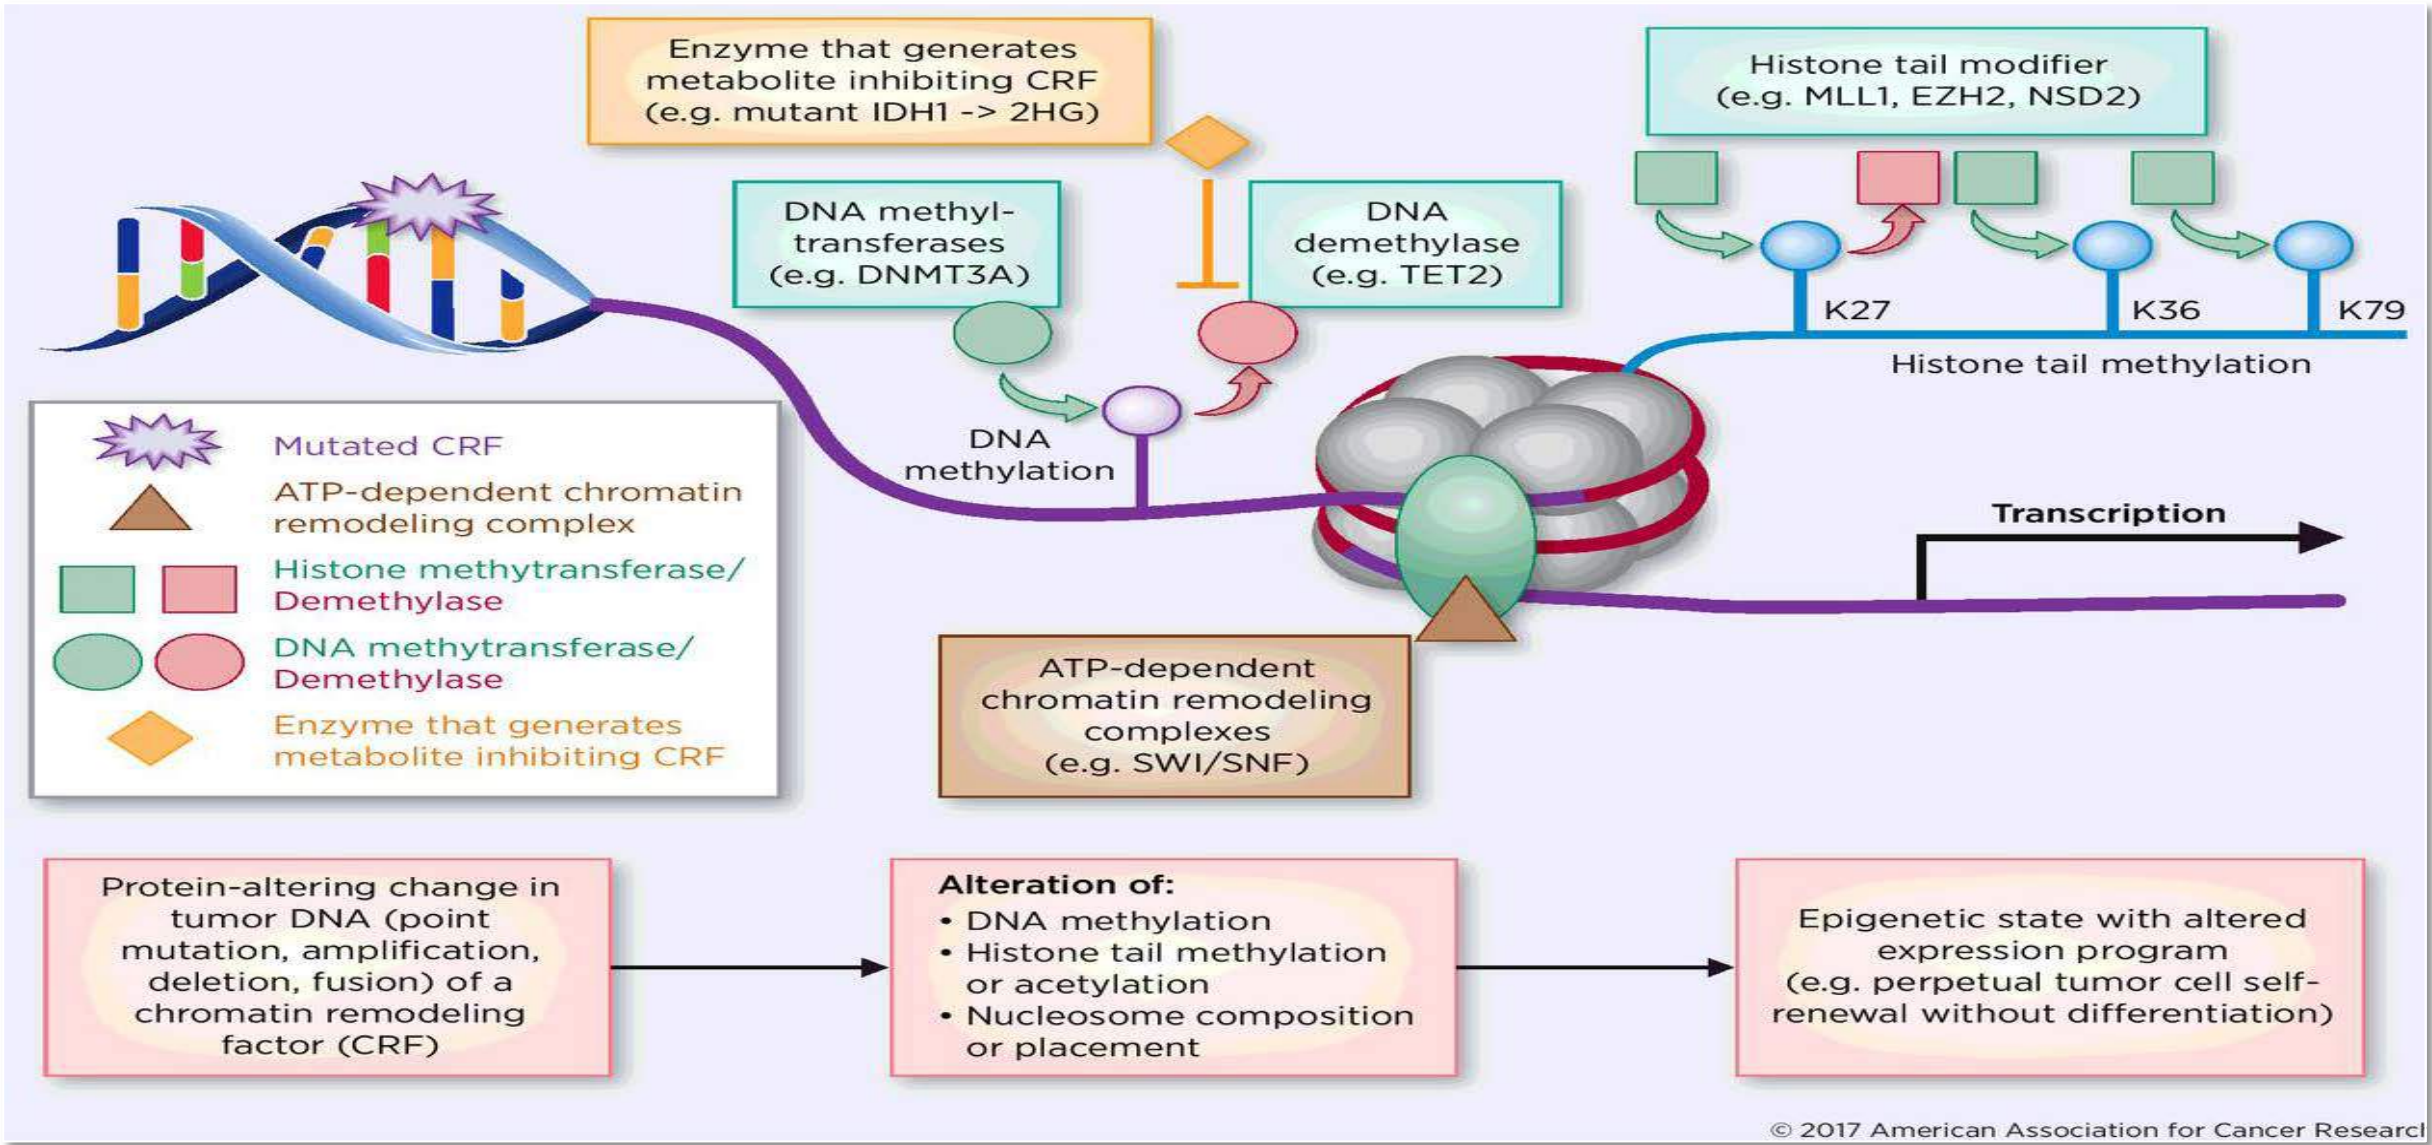 Enzyme that generates
metabolite inhibiting CRF
(e.g. mutant IDH1 -> 2HG)
Histone tail modifier
(e.g. MLL1, EZH2, NSD2)
DNA methyl-
transferases
(e.g. DNMT3A)
DNA
demethylase
(e.g. TET2)
K27
K36
K79
Histone tail methylation
DNA
methylation
Mutated CRF
ATP-dependent chromatin
remodeling complex
Histone methytransferase/
Demethylase
DNA methytransferase/
Demethylase
Enzyme that generates
metabolite inhibiting CRF
Transcription
ATP-dependent
chromatin remodeling
complexes
(e.g. SWI/SNF)
Protein-altering change in
tumor DNA (point
mutation, amplification,
deletion, fusion) of a
chromatin remodeling
factor (CRF)
Alteration of:
• DNA methylation
• Histone tail methylation
or acetylation
• Nucleosome composition
or placement
Epigenetic state with altered
expression program
(e.g. perpetual tumor cell self-
renewal without differentiation)
© 2017 American Association for Cancer Research